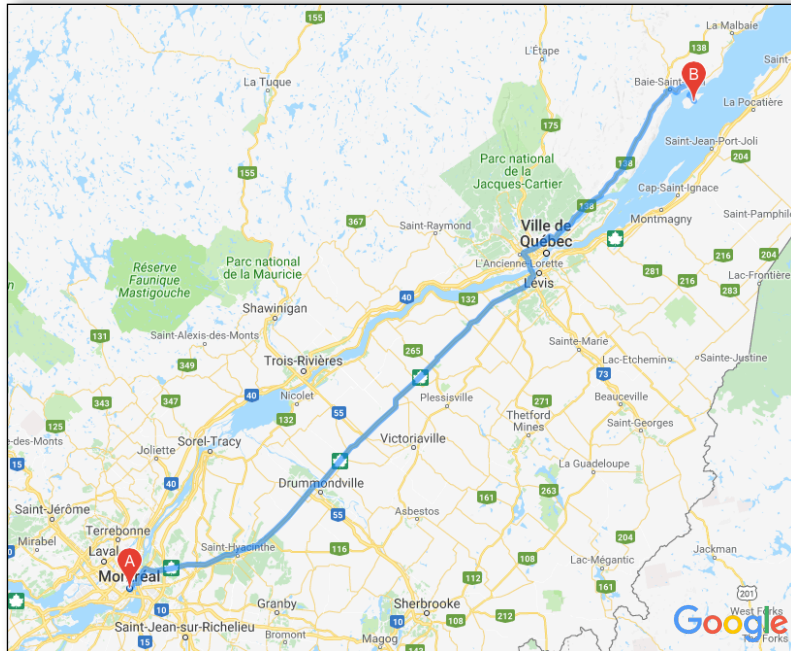 155
La Malbaie
138
L'Étape
La Tuque
B
La Pocatière
Saint-Jean-Port-Joli
204
175
Parc national
de la
Jacques-Cartier
138
155
138
Cap-Saint-Ignace
367
Saint-Raymond
Ville de
Québec
Montmagny
Saint-Pamphile
Parc national
de la Mauricie
L'Ancienne-Lorette
Lévis
281
216
204
216
283
Lac-Frontière
Réserve
Faunique
Mastigouche
40
132
Shawinigan
131
Saint-Alexis-des-Monts
349
Trois-Rivières
265
Sainte-Marie
Lac-Etchemin
Sainte-Justine
73
343
347
40
Nicolet
132
55
Plessisville
271
Beauceville
125
Thetford
Mines
Saint-Georges
Sorel-Tracy
Victoriaville
Joliette
15
40
La Guadeloupe
Drummondville
161
263
Saint-Jérôme
55
Asbestos
Terrebonne
Mirabel
Laval
204
Saint-Hyacinthe
116
161
108
Jackman
A
Montréal
Lac-Mégantic
112
108
201
10
Granby
Sherbrooke
108
10
212
West Forks
Saint-Jean-sur-Richelieu
15
Bromont
Magog
The Forks
Google